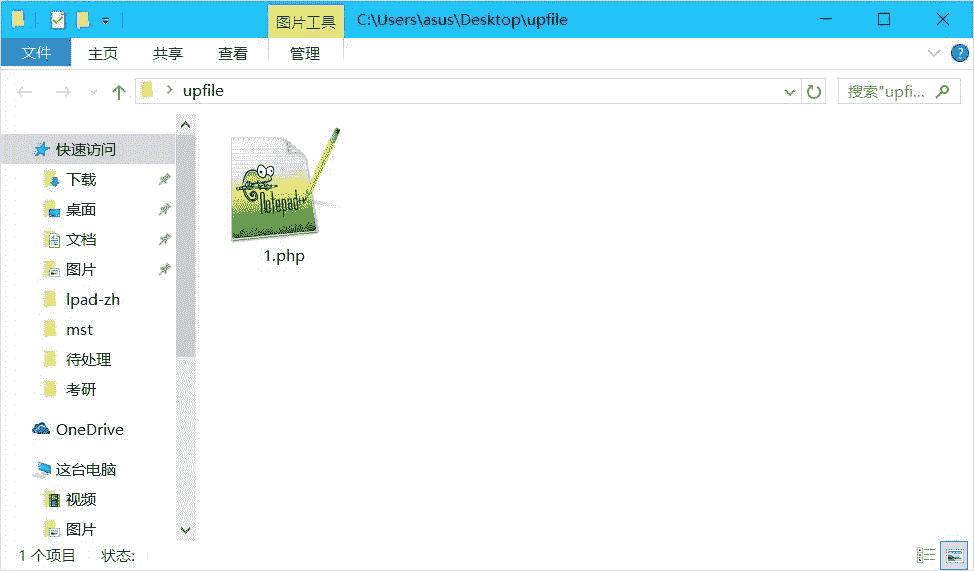 图片工具 C:\Users\asus\Desktop\upfile
文件 主页 共享 查看 管理
upfile 搜索"upfi...
快速访问
下载
桌面
文档
图片
lpad-zh
mst
待处理
考研
OneDrive
这台电脑
视频
图片
Notepad++
1.php
1 个项目 状态: